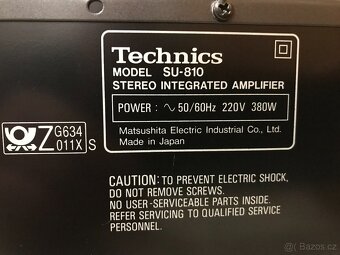 Technics
MODEL SU-810
STEREO INTEGRATED AMPLIFIER
POWER: ∿ 50/60Hz 220V 380W
Matsushita Electric Industrial Co., Ltd.
Made in Japan
Z G634
011X S
CAUTION: TO PREVENT ELECTRIC SHOCK,
DO NOT REMOVE SCREWS.
NO USER-SERVICEABLE PARTS INSIDE.
REFER SERVICING TO QUALIFIED SERVICE
PERSONNEL.
Bazos.cz